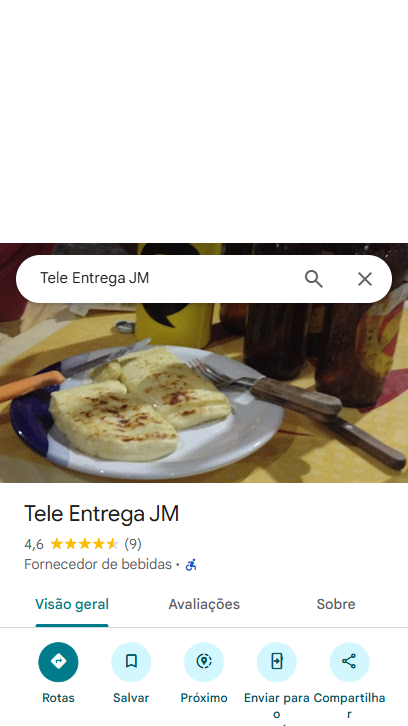 Tele Entrega JM
Tele Entrega JM
4,6 (9)
Fornecedor de bebidas ·
Visão geral Avaliações Sobre
Rotas Salvar Próximo Enviar para Compartilha
o r